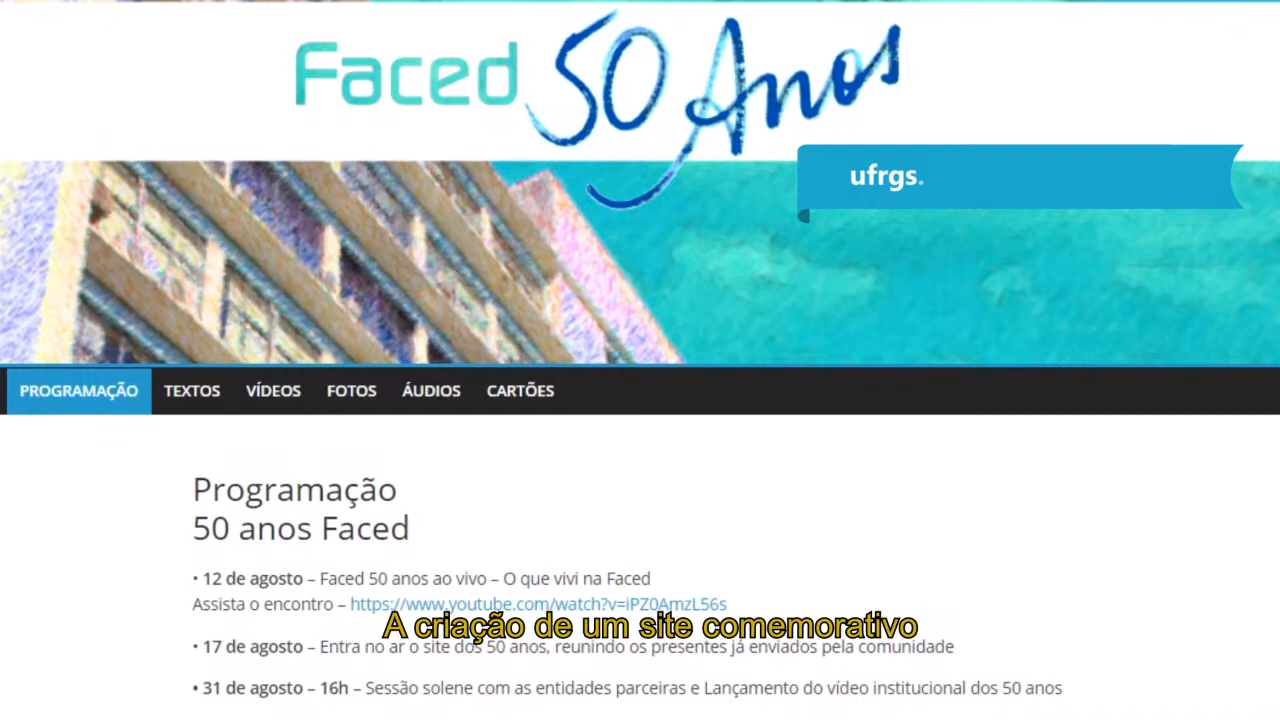 Faced 50 Anos
ufrgs.
PROGRAMAÇÃO TEXTOS VÍDEOS FOTOS ÁUDIOS CARTÕES
Programação
50 anos Faced
• 12 de agosto – Faced 50 anos ao vivo – O que vivi na Faced
Assista o encontro – https://www.youtube.com/watch?v=iPZ0AmzL56s
A criação de um site comemorativo
• 17 de agosto – Entra no ar o site dos 50 anos, reunindo os presentes já enviados pela comunidade
• 31 de agosto – 16h – Sessão solene com as entidades parceiras e Lançamento do vídeo institucional dos 50 anos